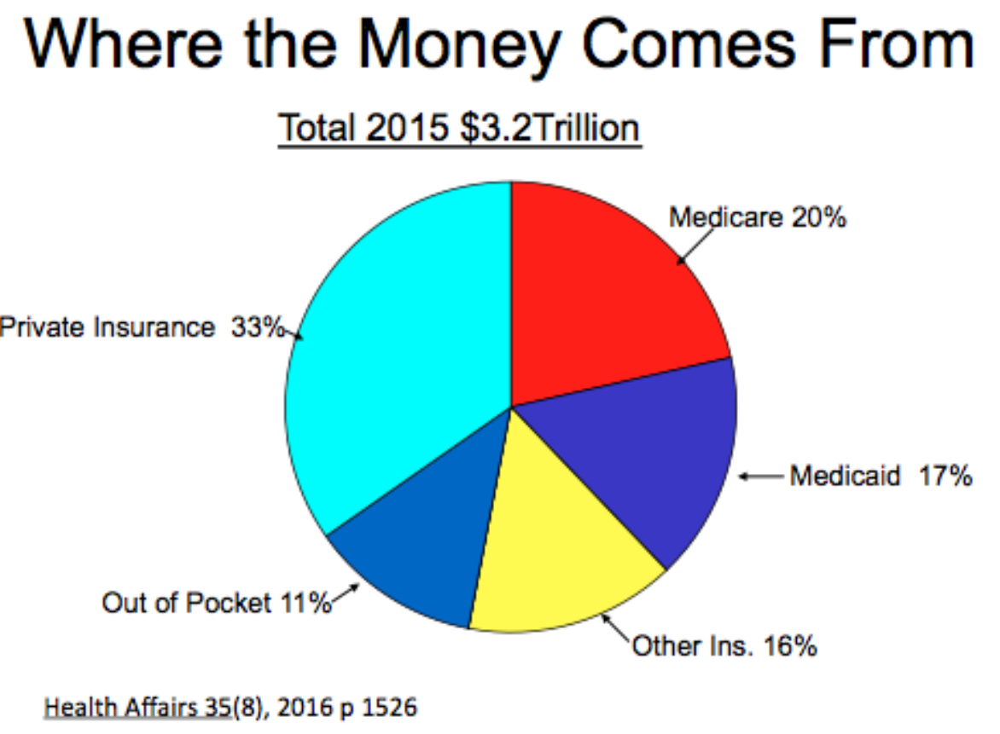 Where the Money Comes From
Total 2015 $3.2Trillion
Medicare 20%
Private Insurance  33%
Medicaid  17%
Out of Pocket 11%
Other Ins. 16%
Health Affairs 35(8), 2016 p 1526